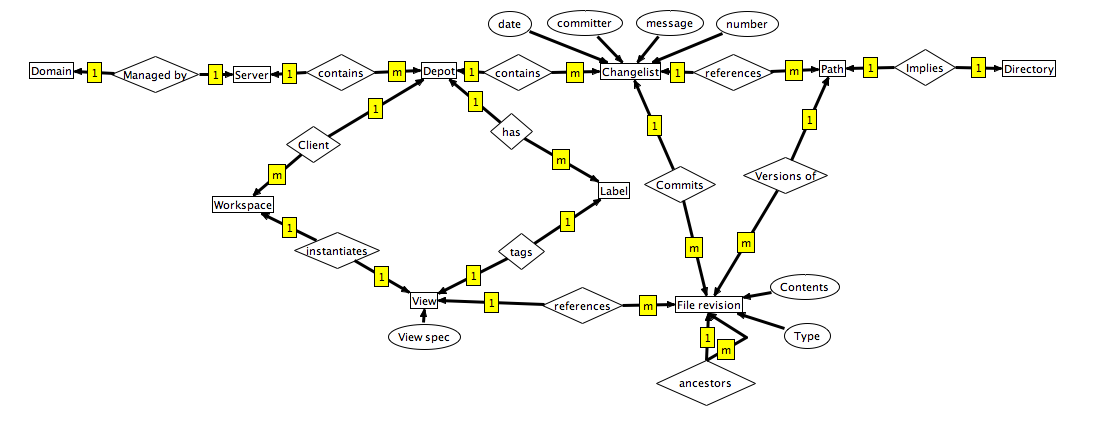 date
committer
message
number
Domain
1
Managed by
1
Server
1
contains
m
Depot
1
contains
m
Changelist
1
references
m
Path
1
Implies
1
Directory
1
1
1
1
has
Client
m
m
Commits
Versions of
Workspace
Label
1
1
instantiates
tags
m
m
1
1
View
1
references
m
File revision
Contents
View spec
Type
1
m
ancestors